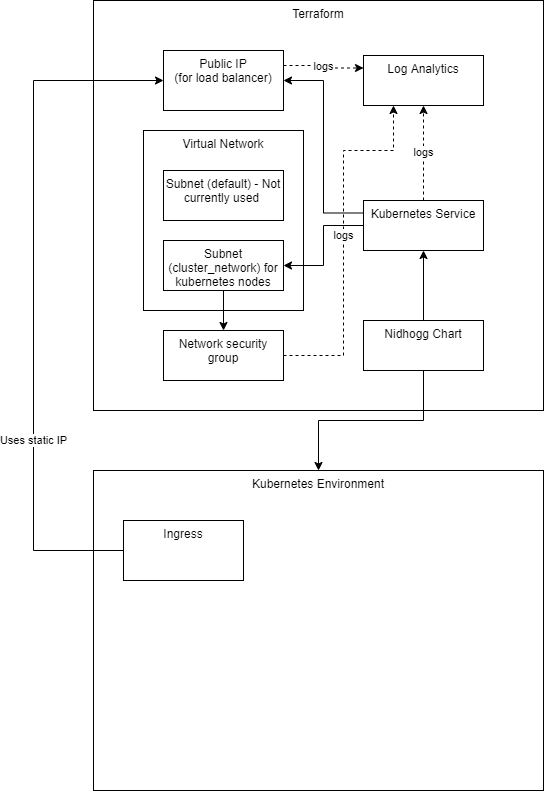 Terraform
Public IP
(for load balancer)
logs
Log Analytics
Virtual Network
logs
Subnet (default) - Not
currently used
Kubernetes Service
logs
Subnet
(cluster_network) for
kubernetes nodes
Network security
group
Nidhogg Chart
Uses static IP
Kubernetes Environment
Ingress